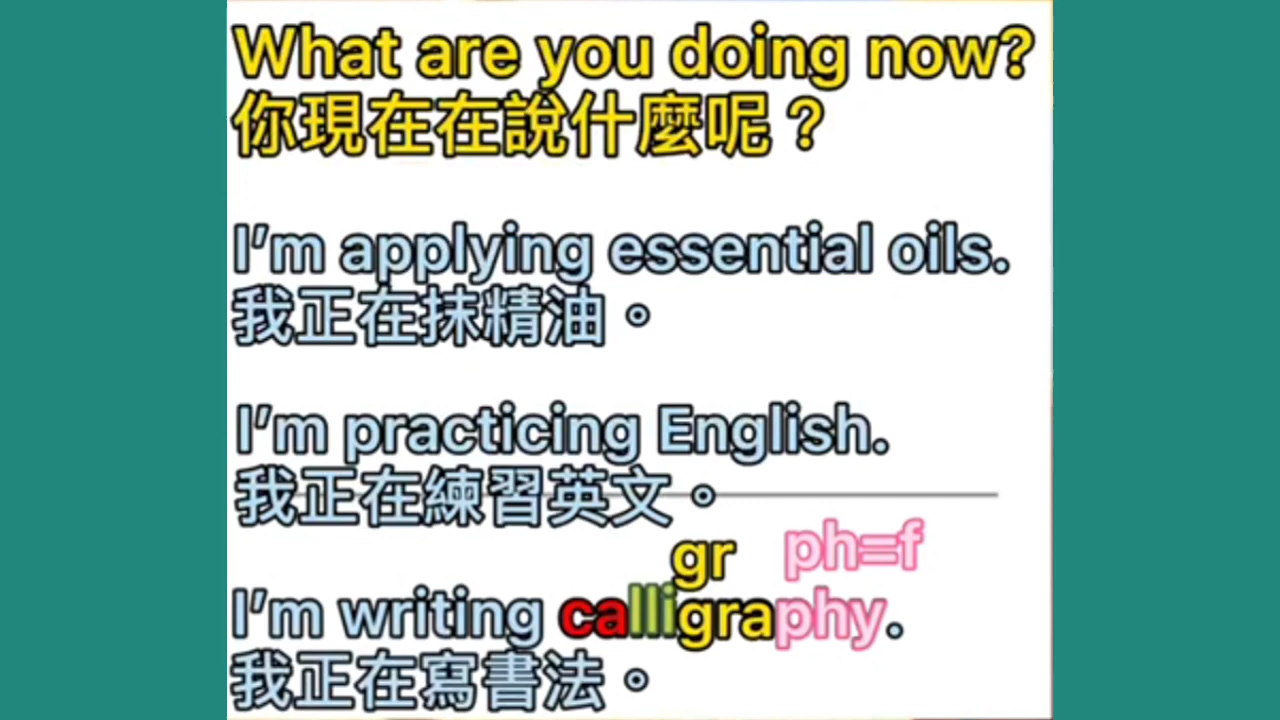 What are you doing now?
你現在在說什麼呢？
I’m applying essential oils.
我正在抹精油。
I’m practicing English.
我正在練習英文。
gr ph=f
I’m writing calligraphy.
我正在寫書法。